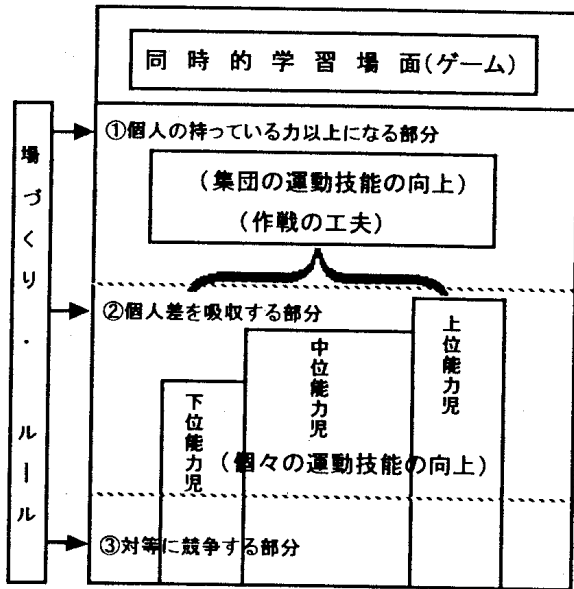 同時的学習場面(ゲーム)
場づくり・ルール
①個人の持っている力以上になる部分
(集団の運動技能の向上)
(作戦の工夫)
②個人差を吸収する部分
下位能力児
中位能力児
上位能力児
(個々の運動技能の向上)
③対等に競争する部分